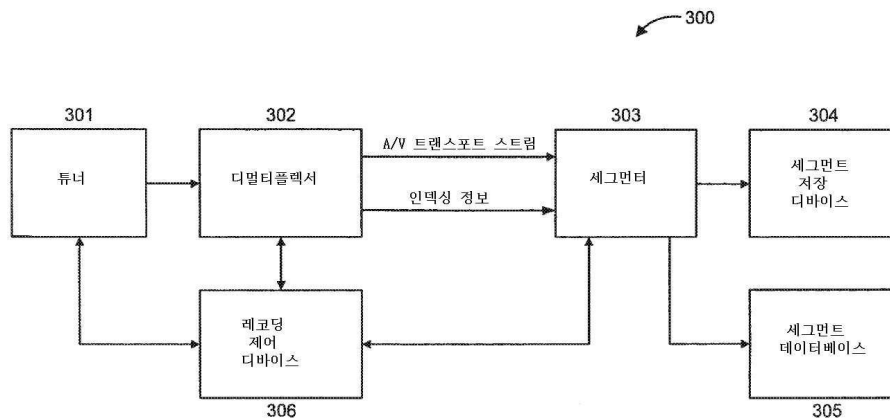 300
301
302
303
304
튜너
디멀티플렉서
A/V 트랜스포트 스트림
인덱싱 정보
세그먼터
세그먼트
저장
디바이스
레코딩
제어
디바이스
세그먼트
데이터베이스
306
305